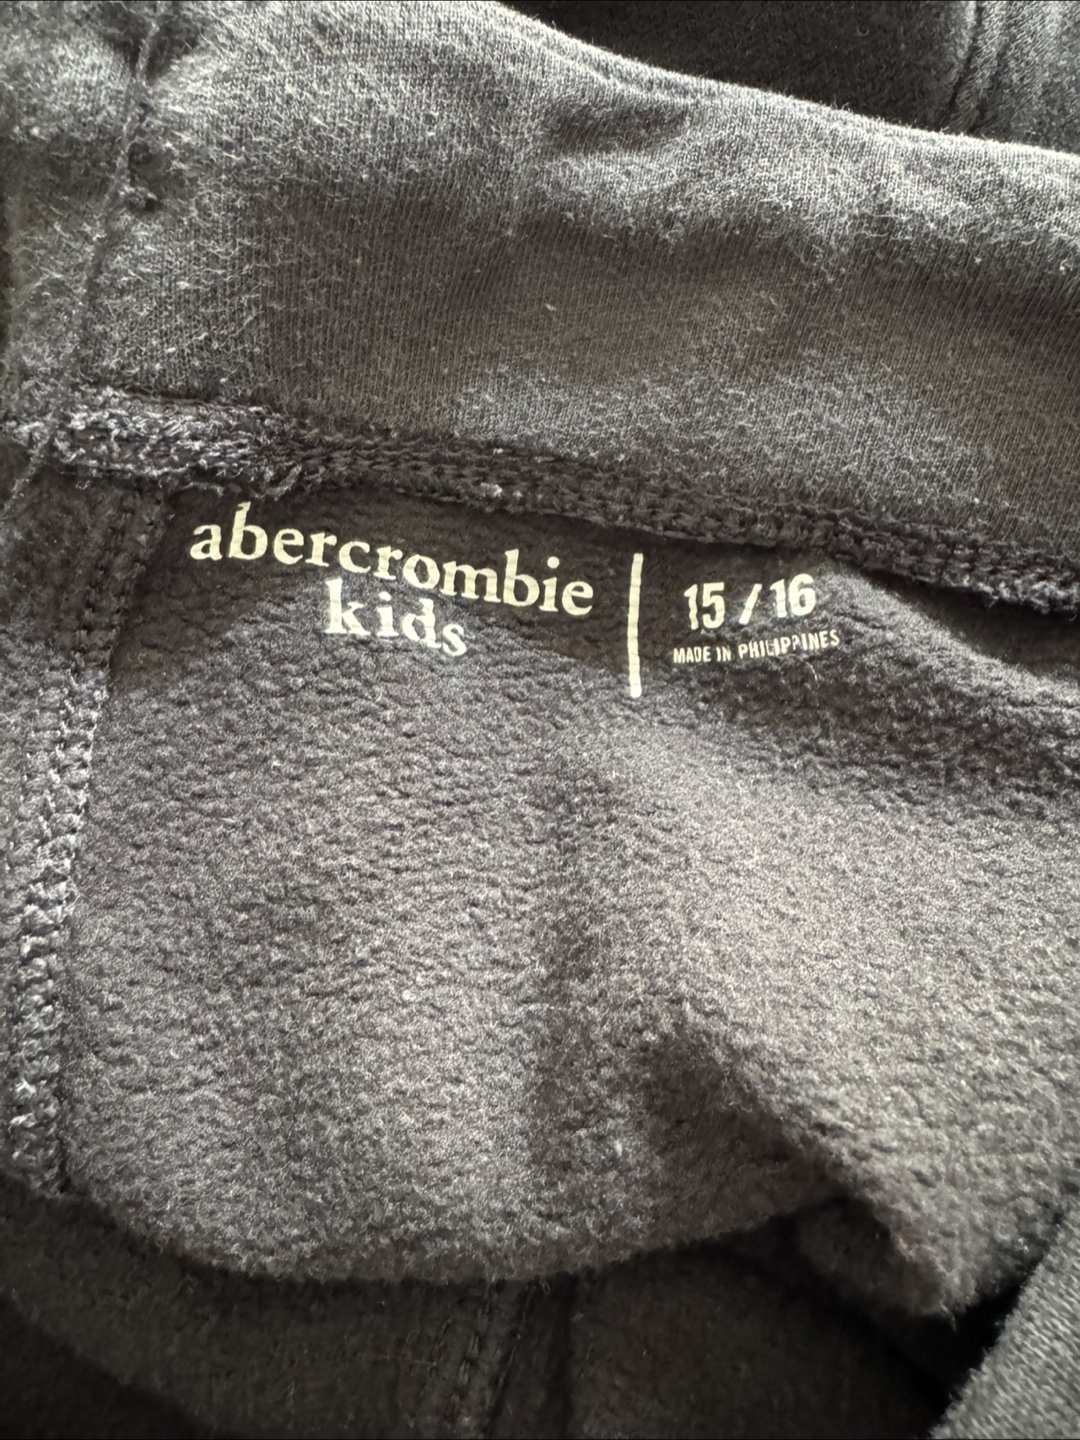 abercrombie
kids
15/16
MADE IN PHILIPPINES